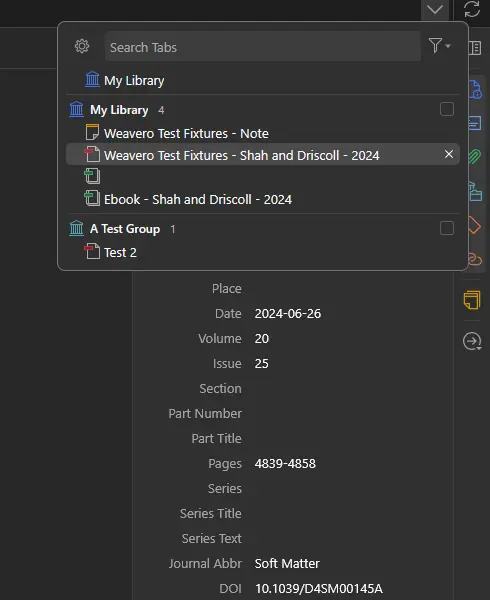 Search Tabs
My Library
My Library 4
Weavero Test Fixtures - Note
Weavero Test Fixtures - Shah and Driscoll - 2024
Ebook - Shah and Driscoll - 2024
A Test Group 1
Test 2
Place
Date 2024-06-26
Volume 20
Issue 25
Section
Part Number
Part Title
Pages 4839-4858
Series
Series Title
Series Text
Journal Abbr Soft Matter
DOI 10.1039/D4SM00145A